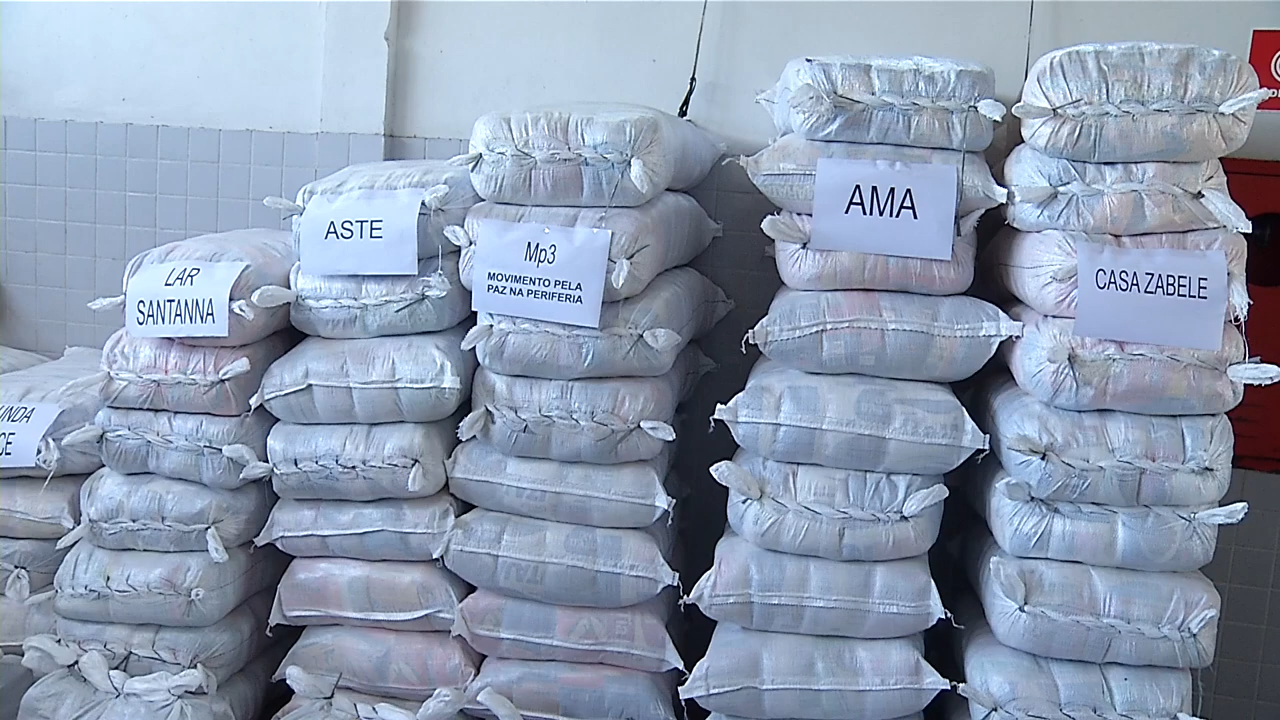 LAR
SANTANNA
ASTE
Mp3
MOVIMENTO PELA
PAZ NA PERIFERIA
AMA
CASA ZABELE